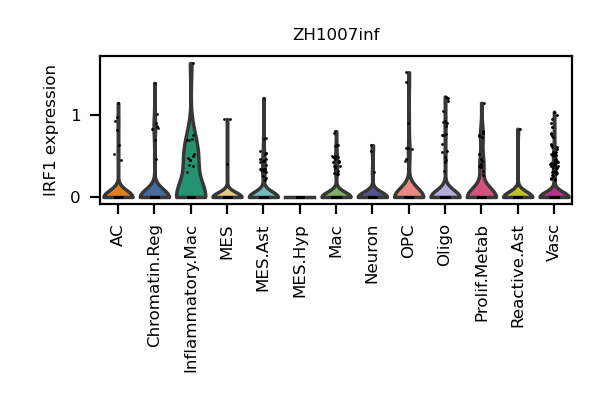 ZH1007inf
IRF1 expression
1
0
AC
Chromatin.Reg
Inflammatory.Mac
MES
MES.Ast
MES.Hyp
Mac
Neuron
OPC
Oligo
Prolif.Metab
Reactive.Ast
Vasc